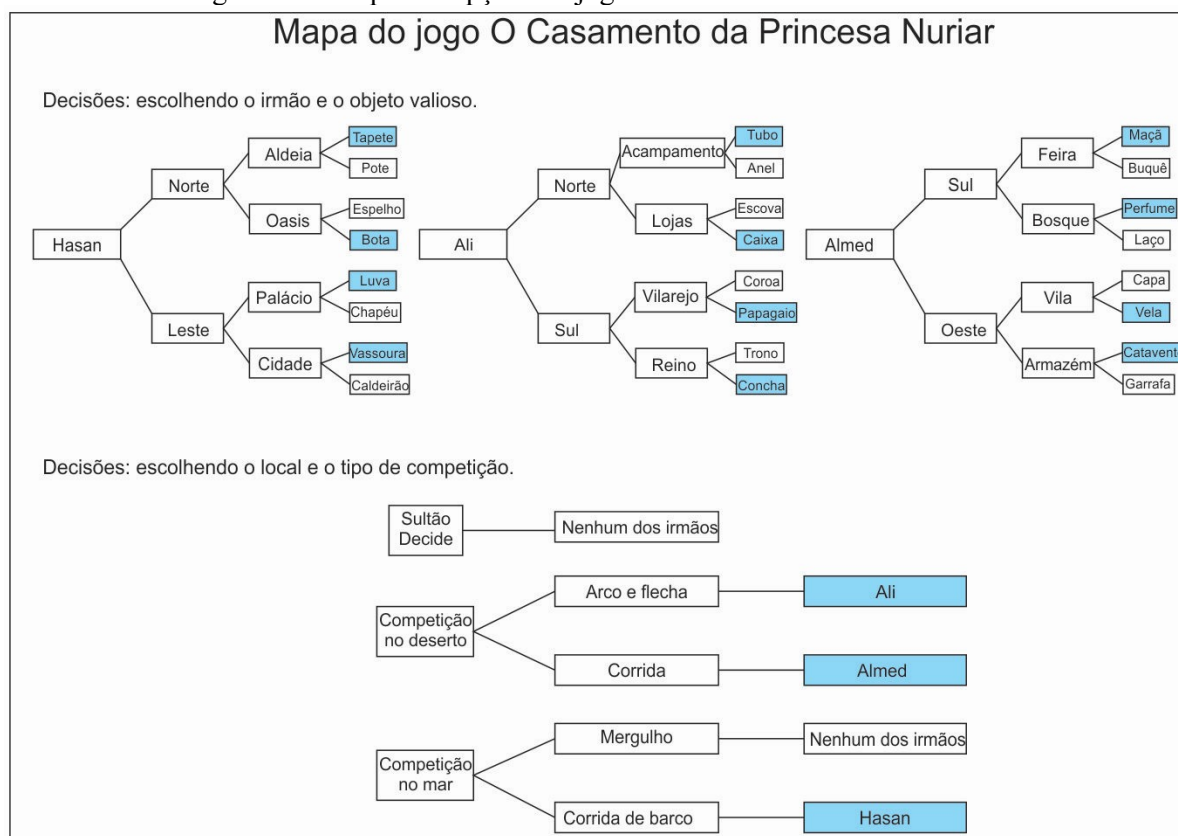 Mapa do jogo O Casamento da Princesa Nuriar
Decisões: escolhendo o irmão e o objeto valioso.
Hasan
Norte
Leste
Aldeia
Oasis
Palácio
Cidade
Tapete
Pote
Espelho
Bota
Luva
Chapéu
Vassoura
Caldeirão
Ali
Norte
Sul
Acampamento
Lojas
Vilarejo
Reino
Tubo
Anel
Escova
Caixa
Coroa
Papagaio
Trono
Concha
Almed
Sul
Oeste
Feira
Bosque
Vila
Armazém
Maçã
Buquê
Perfume
Laço
Capa
Vela
Catavento
Garrafa
Decisões: escolhendo o local e o tipo de competição.
Sultão
Decide
Nenhum dos irmãos
Competição
no deserto
Arco e flecha
Ali
Corrida
Almed
Competição
no mar
Mergulho
Nenhum dos irmãos
Corrida de barco
Hasan